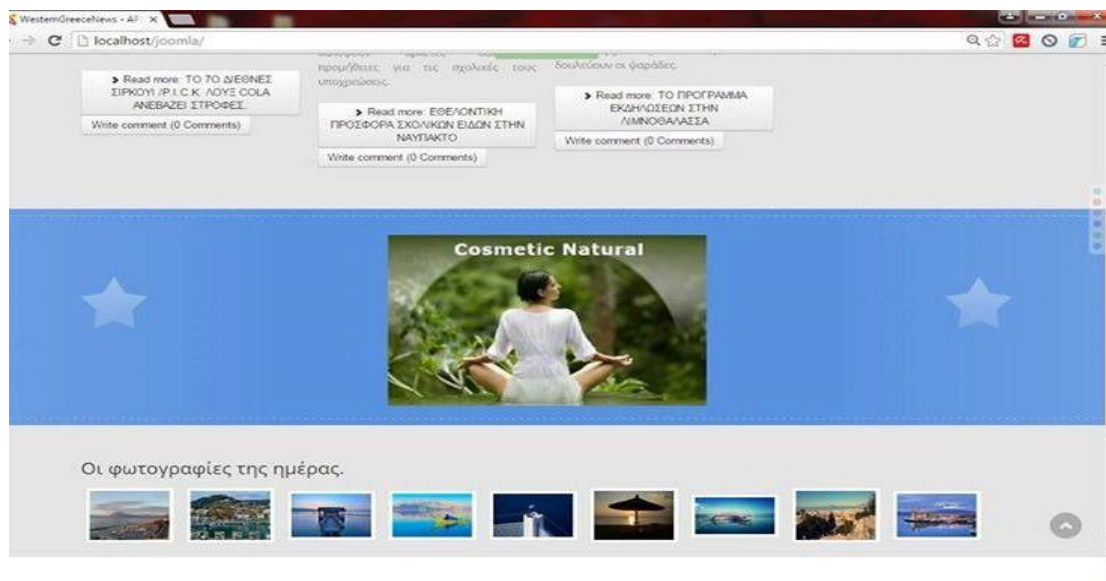 WesternGreeceNews - ΑΡ
localhost/joomla/
προμήθειες για τις σχολικές τους
υποχρεώσεις.
δουλεύουν οι ψαράδες.
Read more: ΤΟ 7Ο ΔΙΕΘΝΕΣ
ΣΙΡΚΟΥΙ /P.I.C.K. ΛΟΥΞ COLA
ΑΝΕΒΑΖΕΙ ΣΤΡΟΦΕΣ.
Write comment (0 Comments)
Read more: ΕΘΕΛΟΝΤΙΚΗ
ΠΡΟΣΦΟΡΑ ΣΧΟΛΙΚΩΝ ΕΙΔΩΝ ΣΤΗΝ
ΝΑΥΠΑΚΤΟ
Write comment (0 Comments)
Read more: ΤΟ ΠΡΟΓΡΑΜΜΑ
ΕΚΔΗΛΩΣΕΩΝ ΣΤΗΝ
ΛΙΜΝΟΘΑΛΑΣΣΑ
Write comment (0 Comments)
Cosmetic Natural
Οι φωτογραφίες της ημέρας.